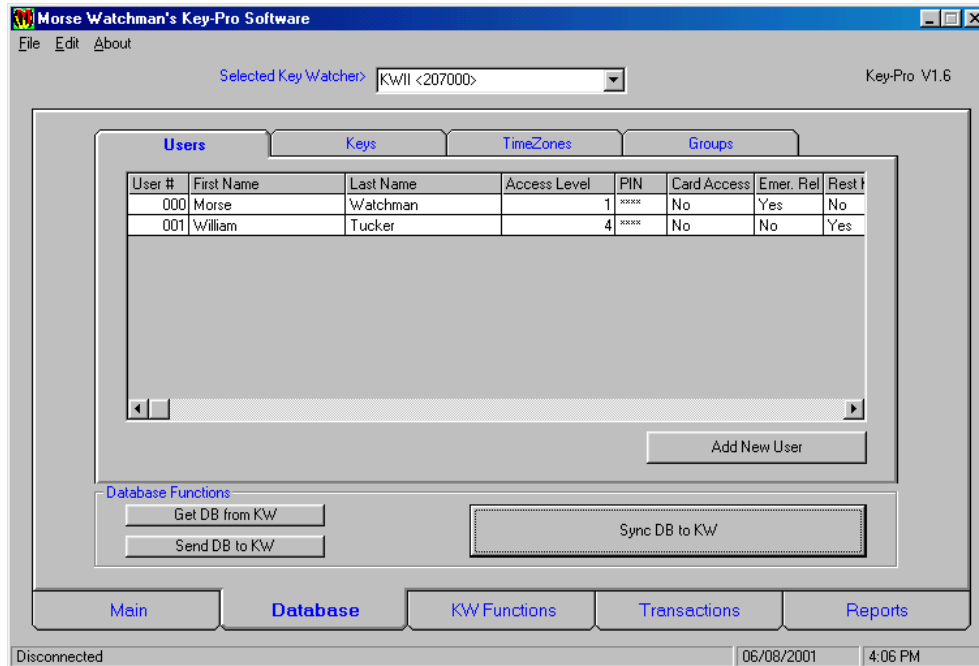 Morse Watchman's Key-Pro Software
File Edit About
Selected Key Watcher> KWII <207000> Key-Pro V1.6
Users Keys TimeZones Groups
User # First Name Last Name Access Level PIN Card Access Emer. Rel Rest
000 Morse Watchman 1 **** No Yes No
001 William Tucker 4 **** No No Yes
Add New User
Database Functions
Get DB from KW
Sync DB to KW
Send DB to KW
Main Database KW Functions Transactions Reports
Disconnected 06/08/2001 4:06 PM